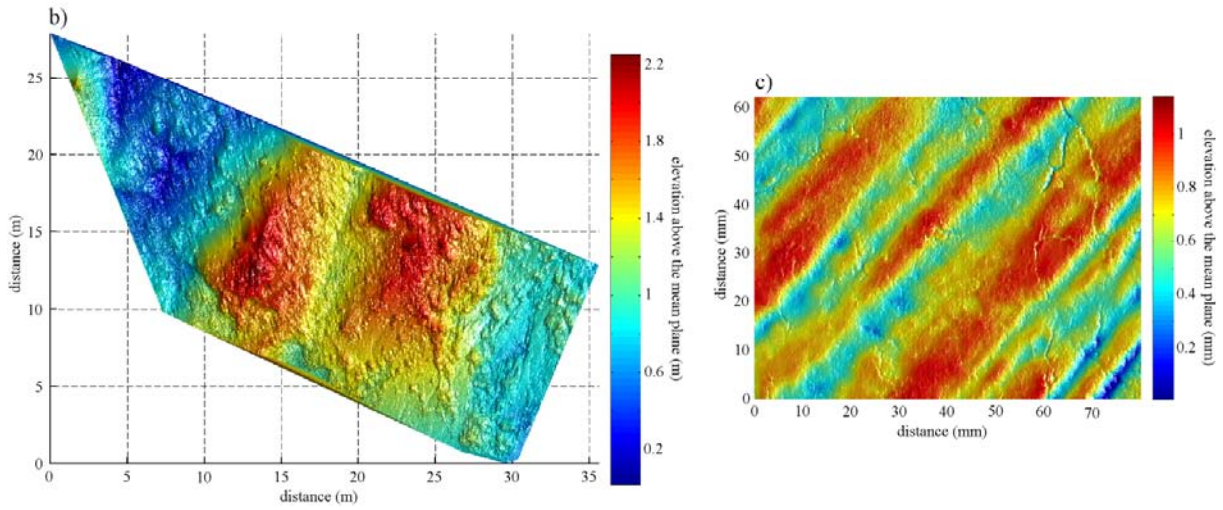 b)
25
20
15
10
5
0
distance (m)
0 5 10 15 20 25 30 35
distance (m)
2.2
1.8
1.4
1
0.6
0.2
elevation above the mean plane (m)
c)
60
50
40
30
20
10
0
distance (mm)
0 10 20 30 40 50 60 70
distance (mm)
1
0.8
0.6
0.4
0.2
elevation above the mean plane (mm)